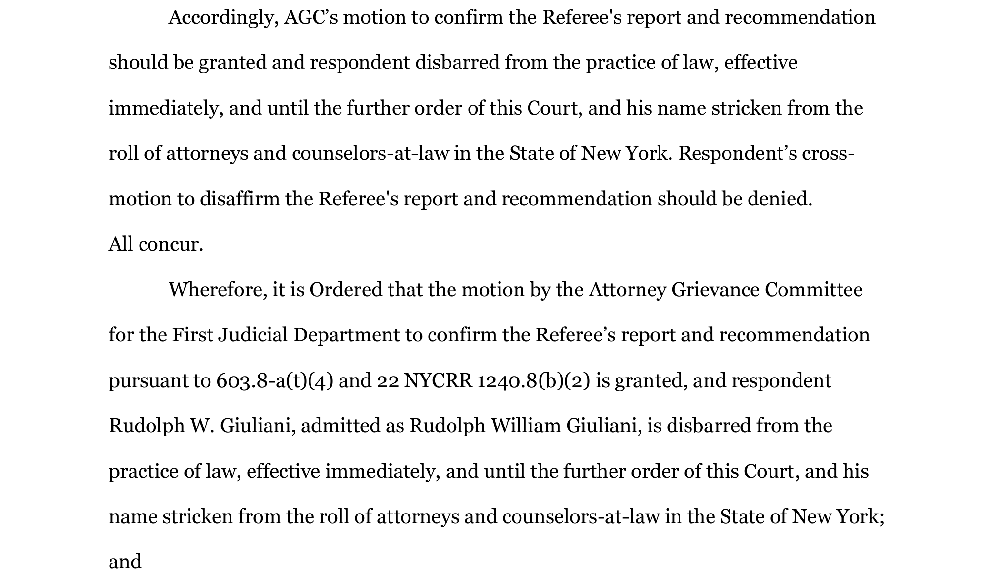 Accordingly, AGC’s motion to confirm the Referee's report and recommendation
should be granted and respondent disbarred from the practice of law, effective
immediately, and until the further order of this Court, and his name stricken from the
roll of attorneys and counselors-at-law in the State of New York. Respondent’s cross-
motion to disaffirm the Referee's report and recommendation should be denied.
All concur.
Wherefore, it is Ordered that the motion by the Attorney Grievance Committee
for the First Judicial Department to confirm the Referee’s report and recommendation
pursuant to 603.8-a(t)(4) and 22 NYCRR 1240.8(b)(2) is granted, and respondent
Rudolph W. Giuliani, admitted as Rudolph William Giuliani, is disbarred from the
practice of law, effective immediately, and until the further order of this Court, and his
name stricken from the roll of attorneys and counselors-at-law in the State of New York;
and